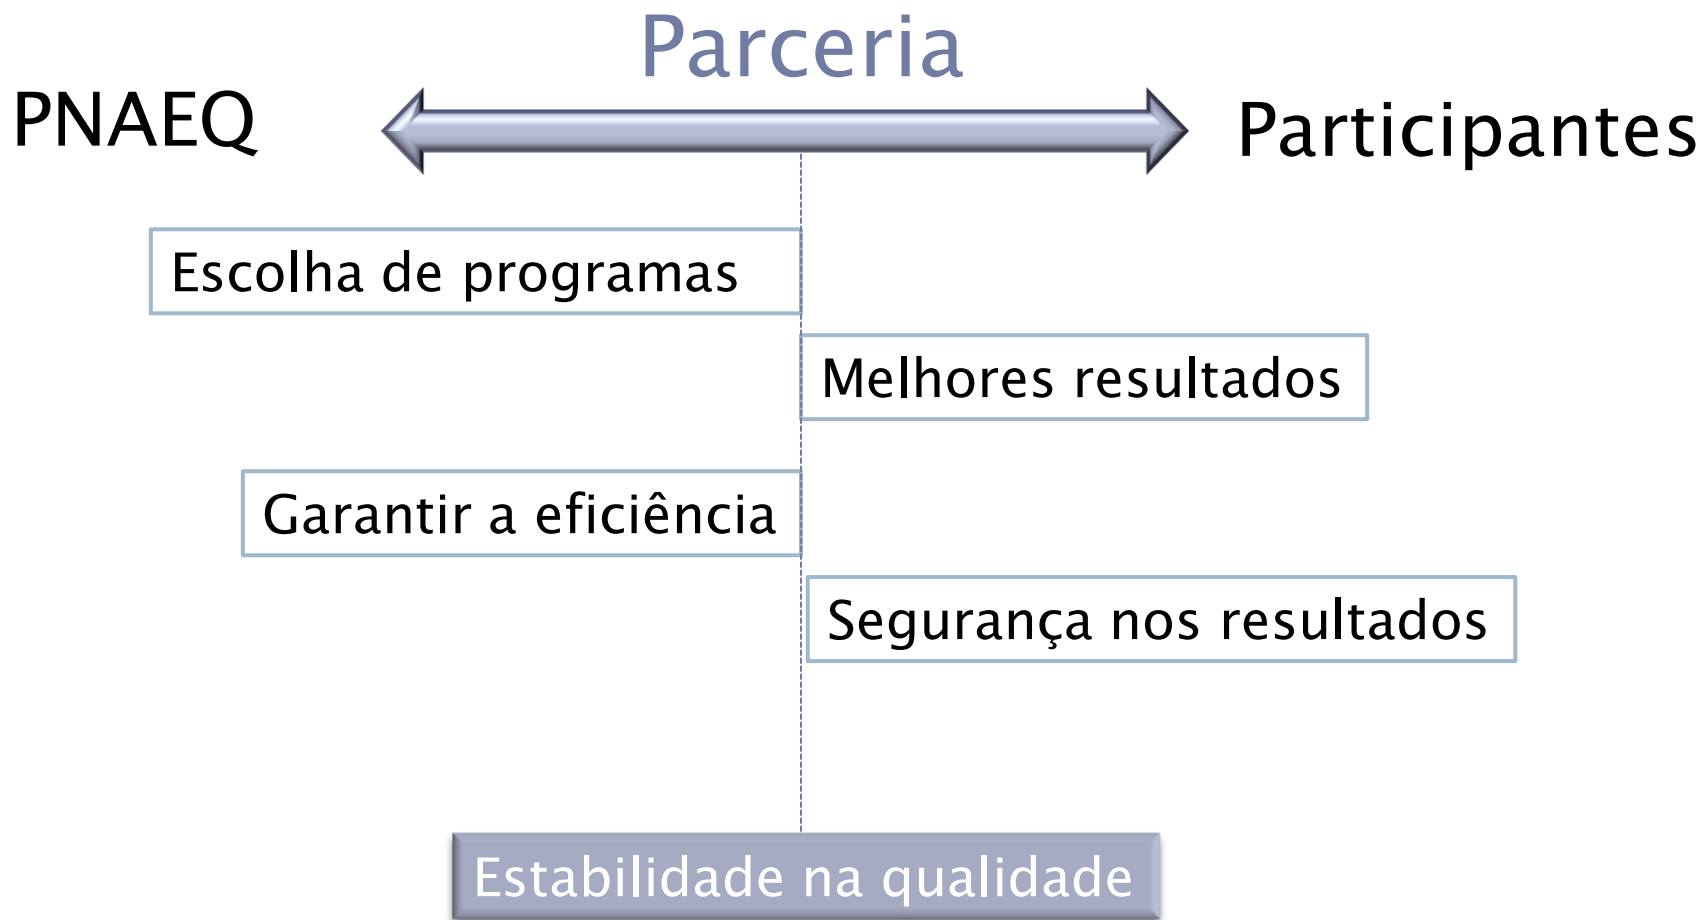 Parceria
PNAEQ
Participantes
Escolha de programas
Melhores resultados
Garantir a eficiência
Segurança nos resultados
Estabilidade na qualidade